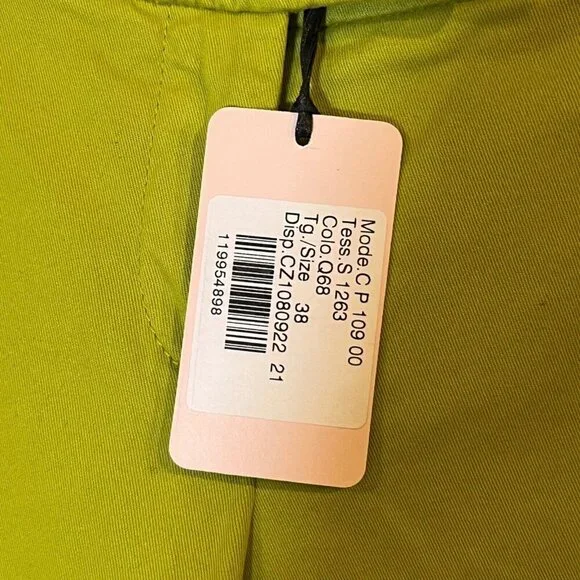 Mode.C P 109 00
Tess.S 1263
Colo.Q68
Tg./Size 38
Disp.CZ1080922 21
119954898